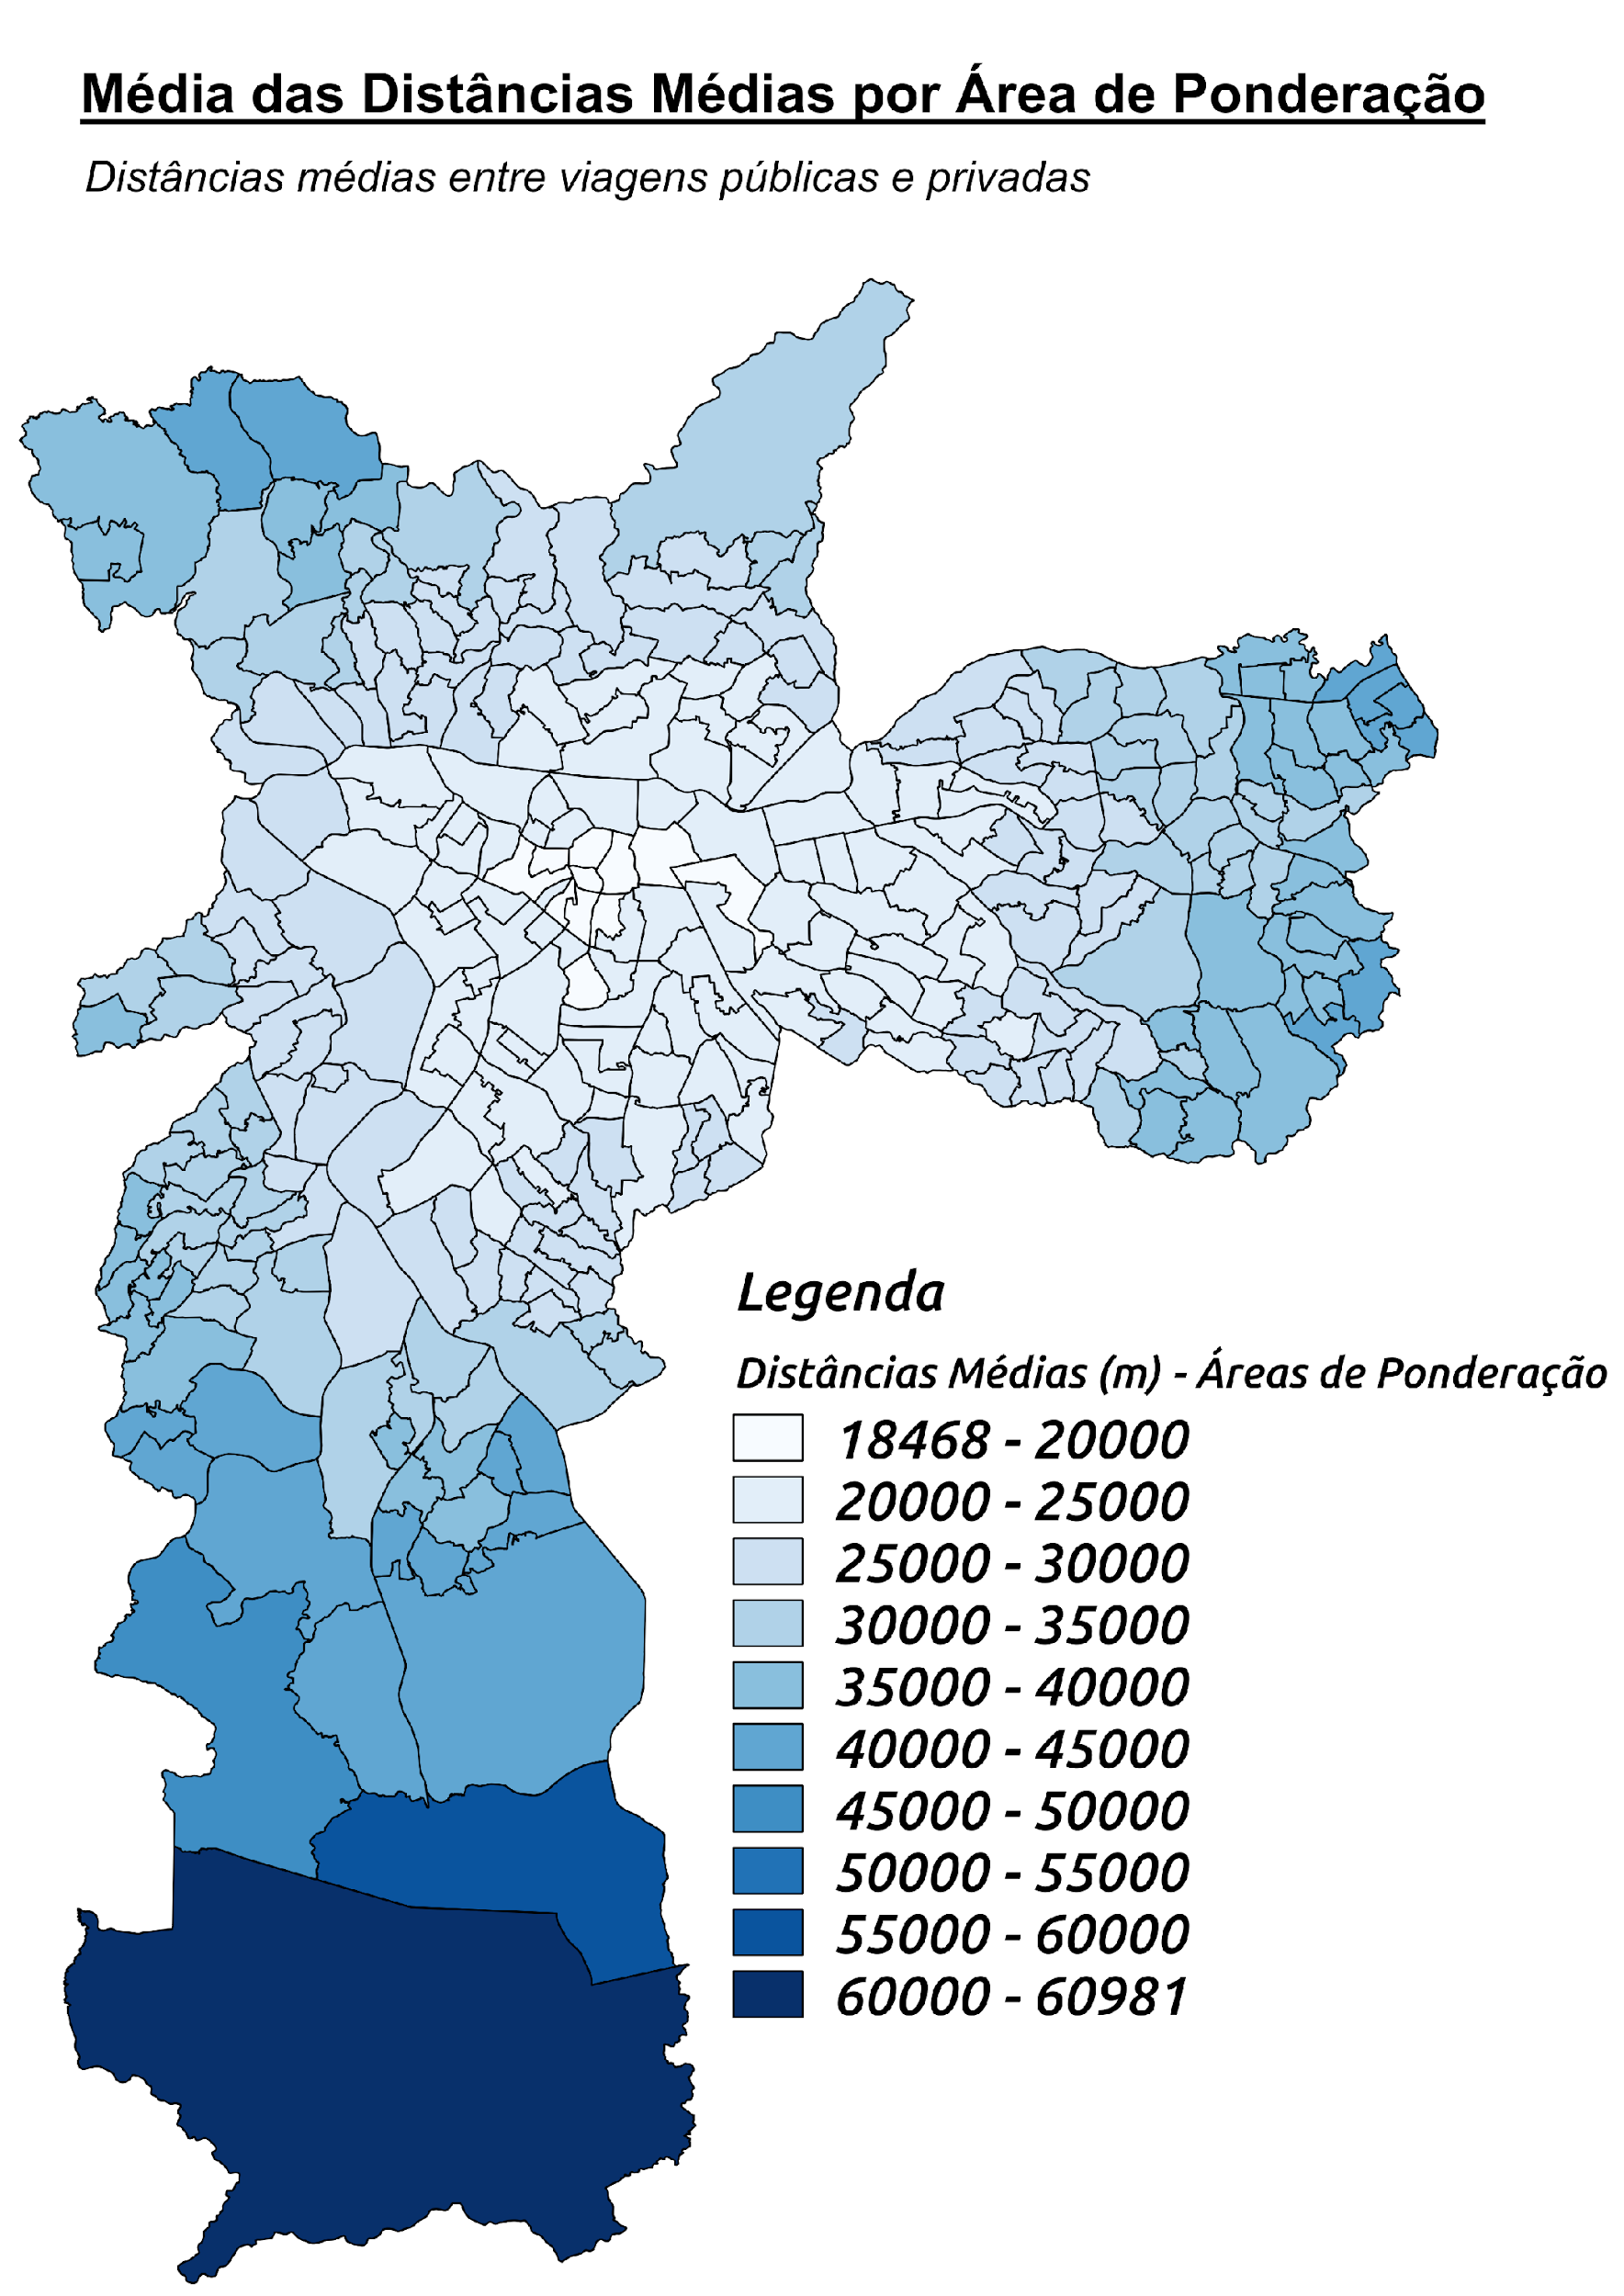 Média das Distâncias Médias por Área de Ponderação
Distâncias médias entre viagens públicas e privadas
Legenda
Distâncias Médias (m) - Áreas de Ponderação
18468 - 20000
20000 - 25000
25000 - 30000
30000 - 35000
35000 - 40000
40000 - 45000
45000 - 50000
50000 - 55000
55000 - 60000
60000 - 60981